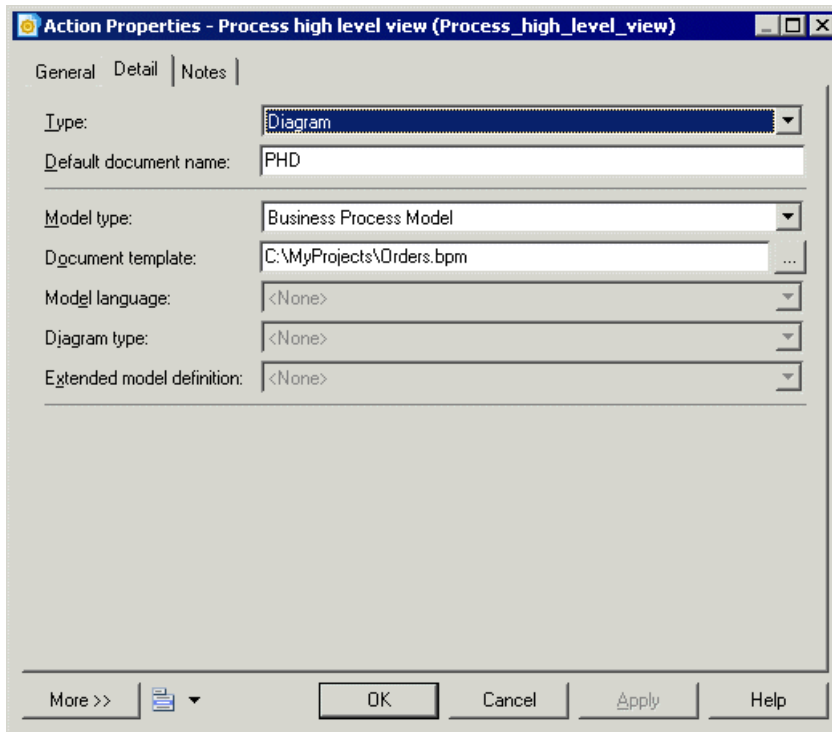 Action Properties - Process high level view (Process_high_level_view)
General Detail Notes
Type: Diagram
Default document name: PHD
Model type: Business Process Model
Document template: C:\MyProjects\Orders.bpm ...
Model language: <None>
Diagram type: <None>
Extended model definition: <None>
More >> OK Cancel Apply Help